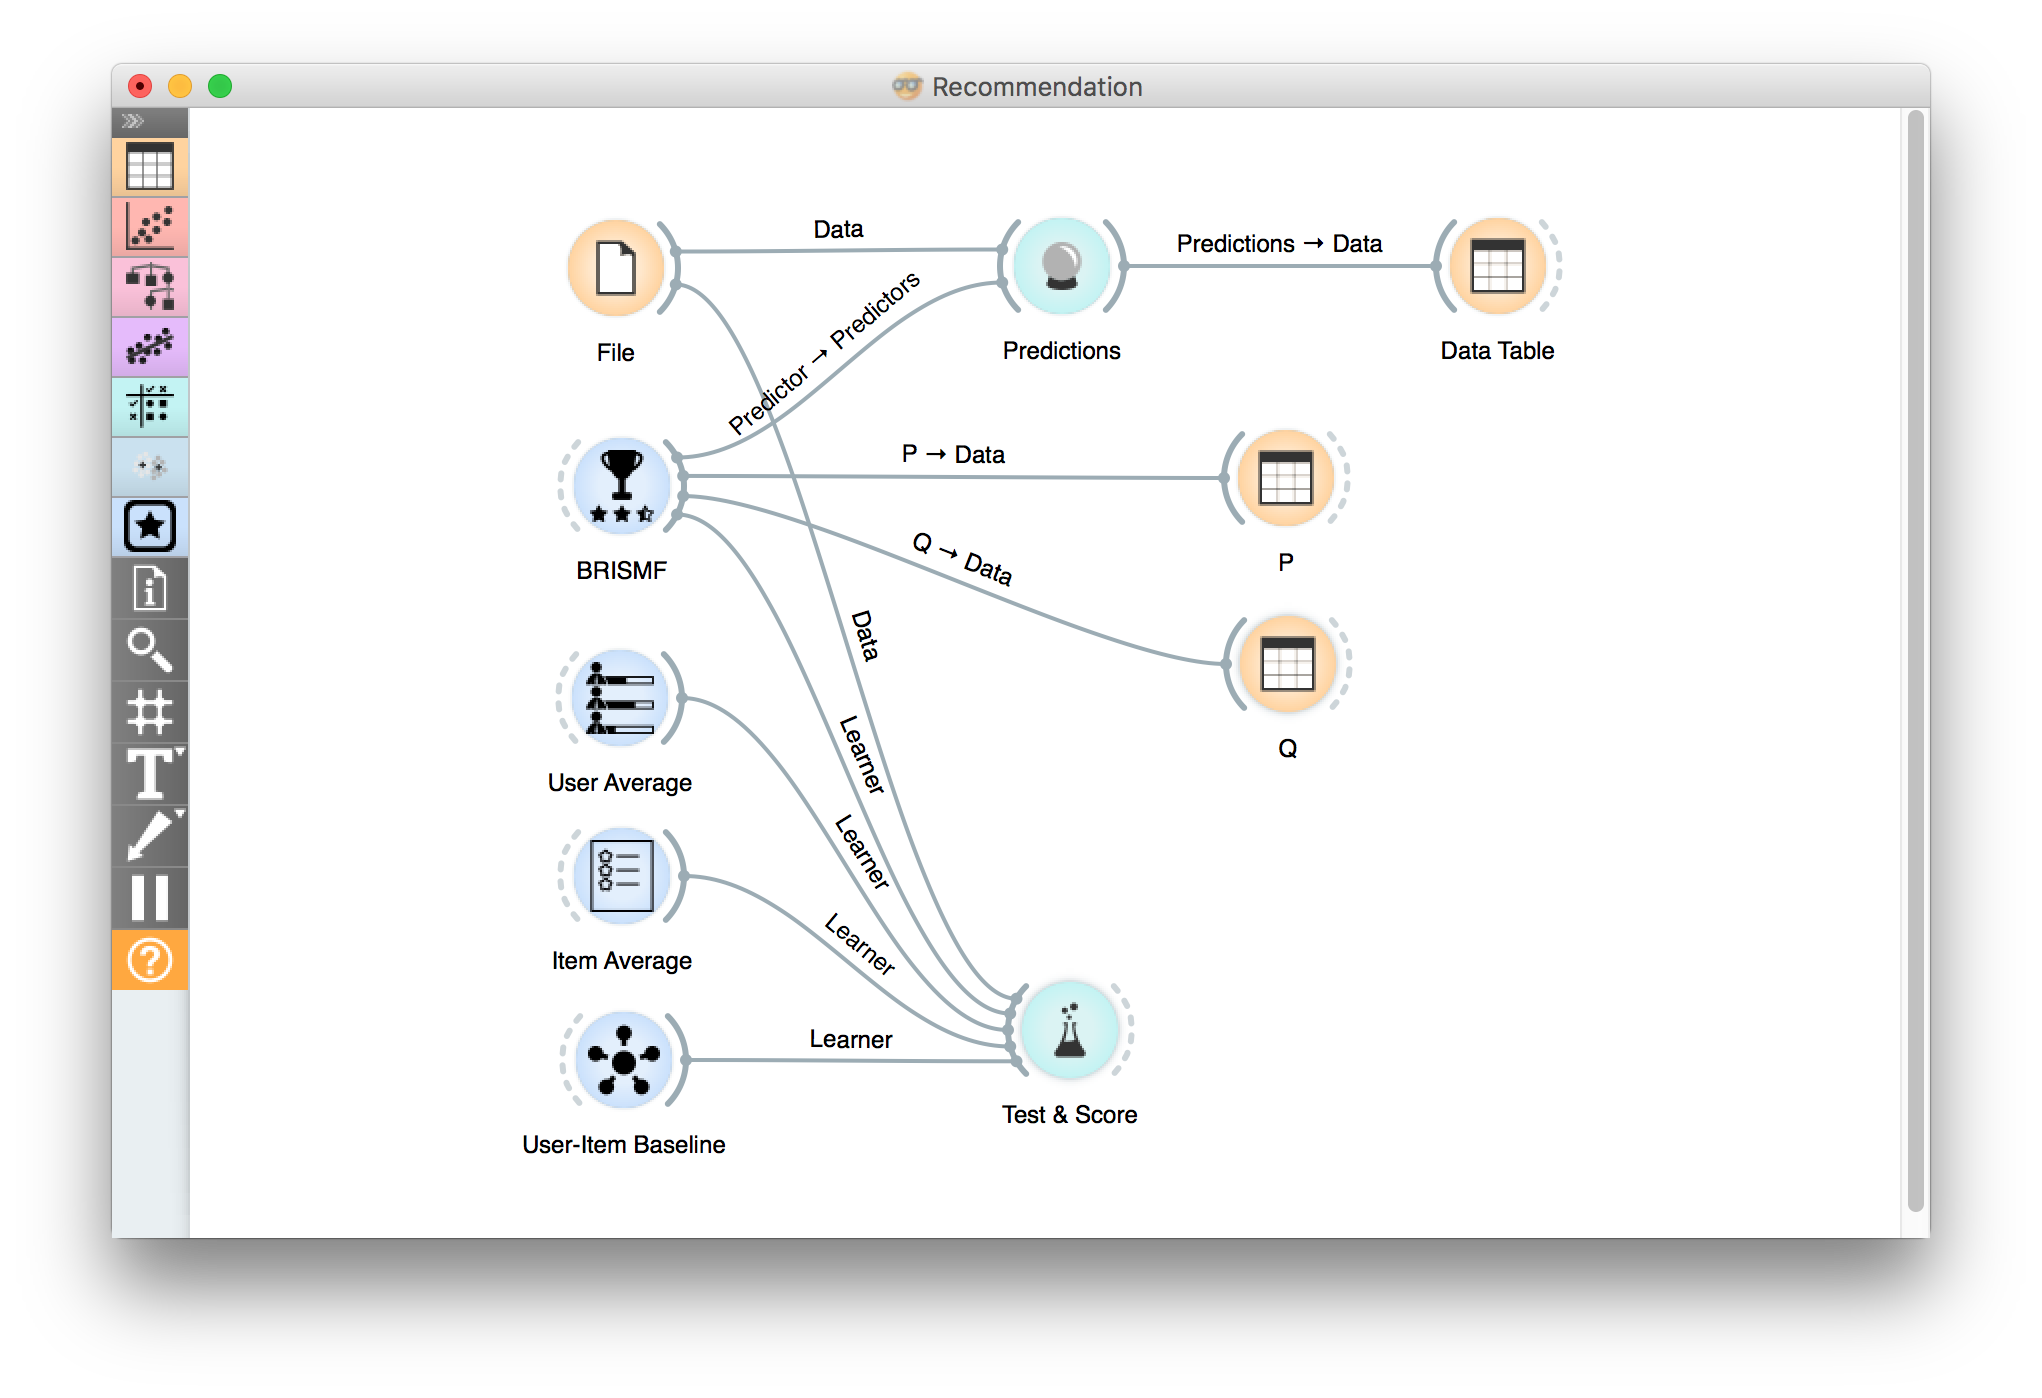 Recommendation
Data
Predictions → Data
File
Predictions
Data Table
Predictor → Predictors
P → Data
BRISMF
P
Q → Data
Data
Q
Learner
User Average
Learner
Item Average
Learner
Learner
User-Item Baseline
Test & Score